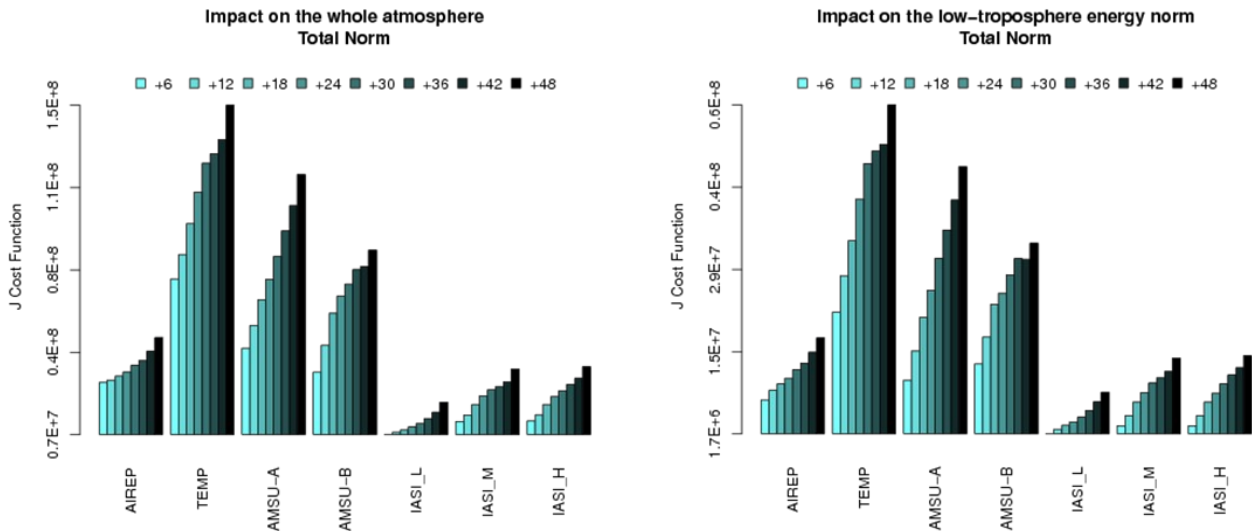 Impact on the whole atmosphere
Total Norm
+6 +12 +18 +24 +30 +36 +42 +48
J Cost Function
1.5E+8
1.1E+8
0.8E+8
0.4E+8
0.7E+7
AIREP TEMP AMSU-A AMSU-B IASI_L IASI_M IASI_H
Impact on the low-troposphere energy norm
Total Norm
+6 +12 +18 +24 +30 +36 +42 +48
J Cost Function
0.6E+8
0.4E+8
2.9E+7
1.5E+7
1.7E+6
AIREP TEMP AMSU-A AMSU-B IASI_L IASI_M IASI_H